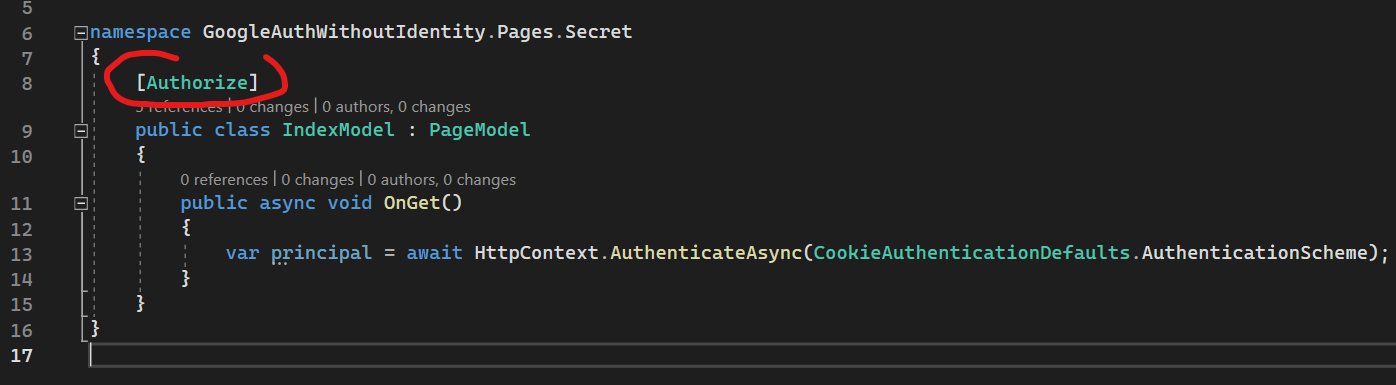 5
6 namespace GoogleAuthWithoutIdentity.Pages.Secret
7 {
8 [Authorize]
3 references | 0 changes | 0 authors, 0 changes
9 public class IndexModel : PageModel
10 {
0 references | 0 changes | 0 authors, 0 changes
11 public async void OnGet()
12 {
13 var principal = await HttpContext.AuthenticateAsync(CookieAuthenticationDefaults.AuthenticationScheme);
14 }
15 }
16 }
17